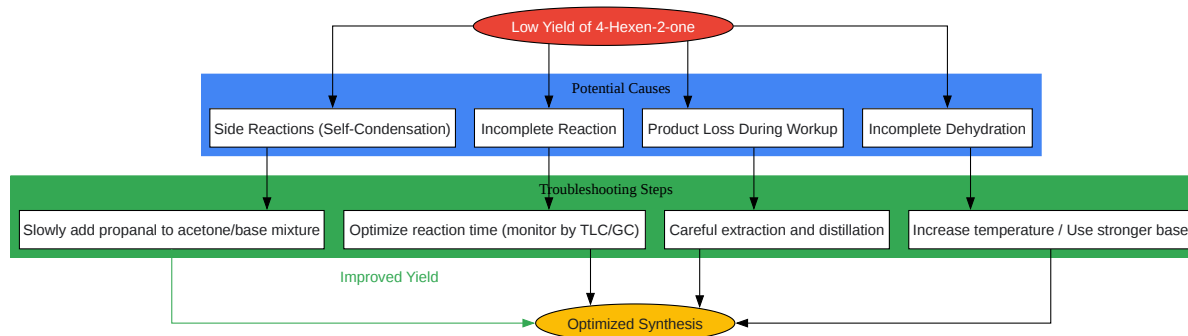 Low Yield of 4-Hexen-2-one
Potential Causes
Side Reactions (Self-Condensation)
Incomplete Reaction
Product Loss During Workup
Incomplete Dehydration
Troubleshooting Steps
Slowly add propanal to acetone/base mixture
Optimize reaction time (monitor by TLC/GC)
Careful extraction and distillation
Increase temperature / Use stronger base
Improved Yield
Optimized Synthesis